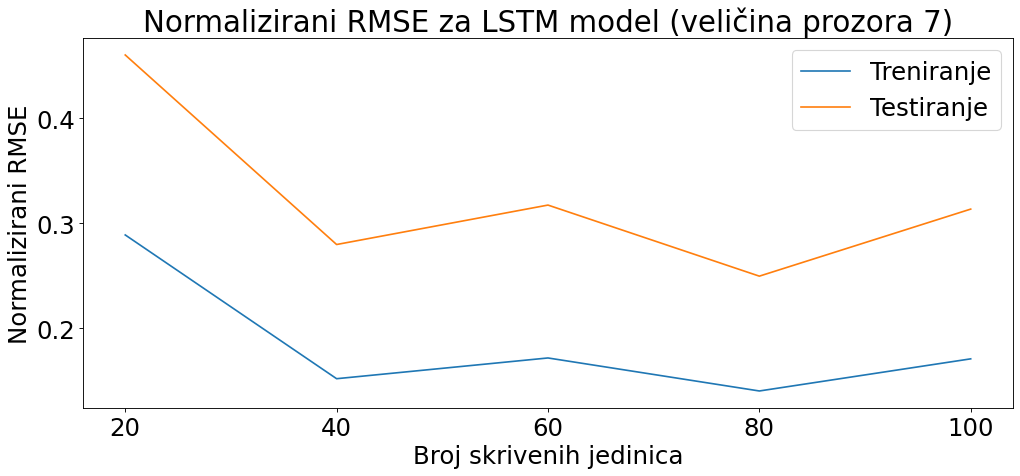 Normalizirani RMSE za LSTM model (veličina prozora 7)
Treniranje
Testiranje
Normalizirani RMSE
0.4
0.3
0.2
20 40 60 80 100
Broj skrivenih jedinica